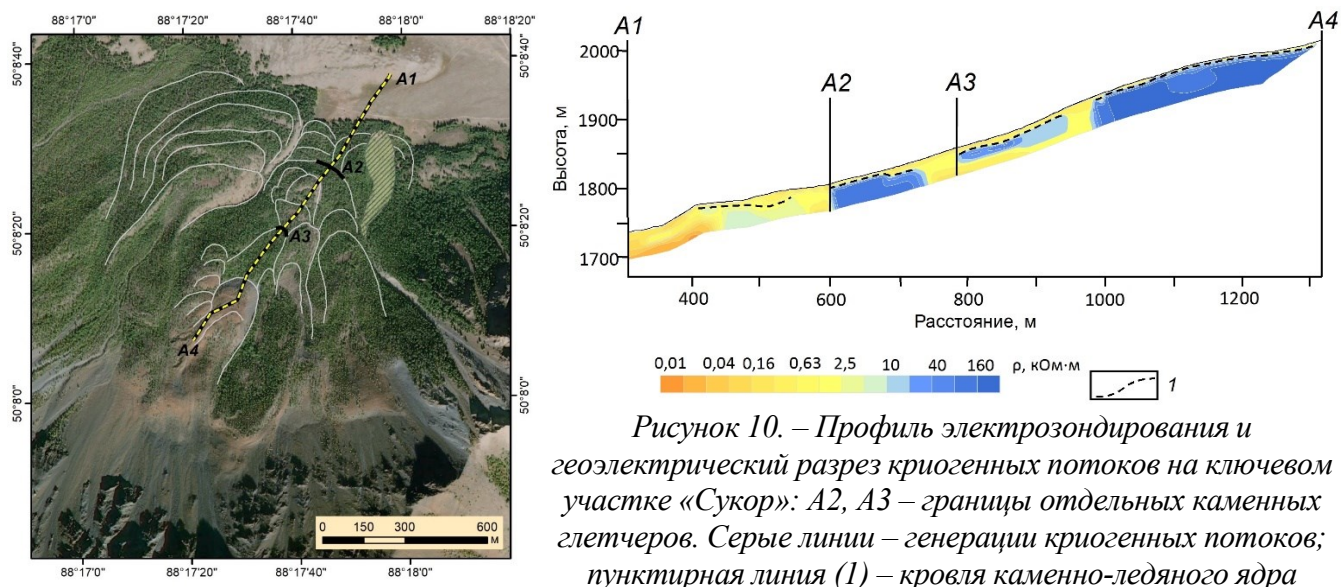 88°17'0" 88°17'20" 88°17'40" 88°18'0" 88°18'20"
50°8'40" 50°8'40"
50°8'20" 50°8'20"
50°8'0" 50°8'0"
A1
A2
A3
A4
0 150 300 600
М
88°17'0" 88°17'20" 88°17'40" 88°18'0"
A1 A4
A2 A3
2000
1900
1800
1700
Высота, м
400 600 800 1000 1200
Расстояние, м
0,01 0,04 0,16 0,63 2,5 10 40 160 ρ, кОм·м 1
Рисунок 10. – Профиль электрозондирования и
геоэлектрический разрез криогенных потоков на ключевом
участке «Сукор»: А2, А3 – границы отдельных каменных
глетчеров. Серые линии – генерации криогенных потоков;
пунктирная линия (1) – кровля каменно-ледяного ядра